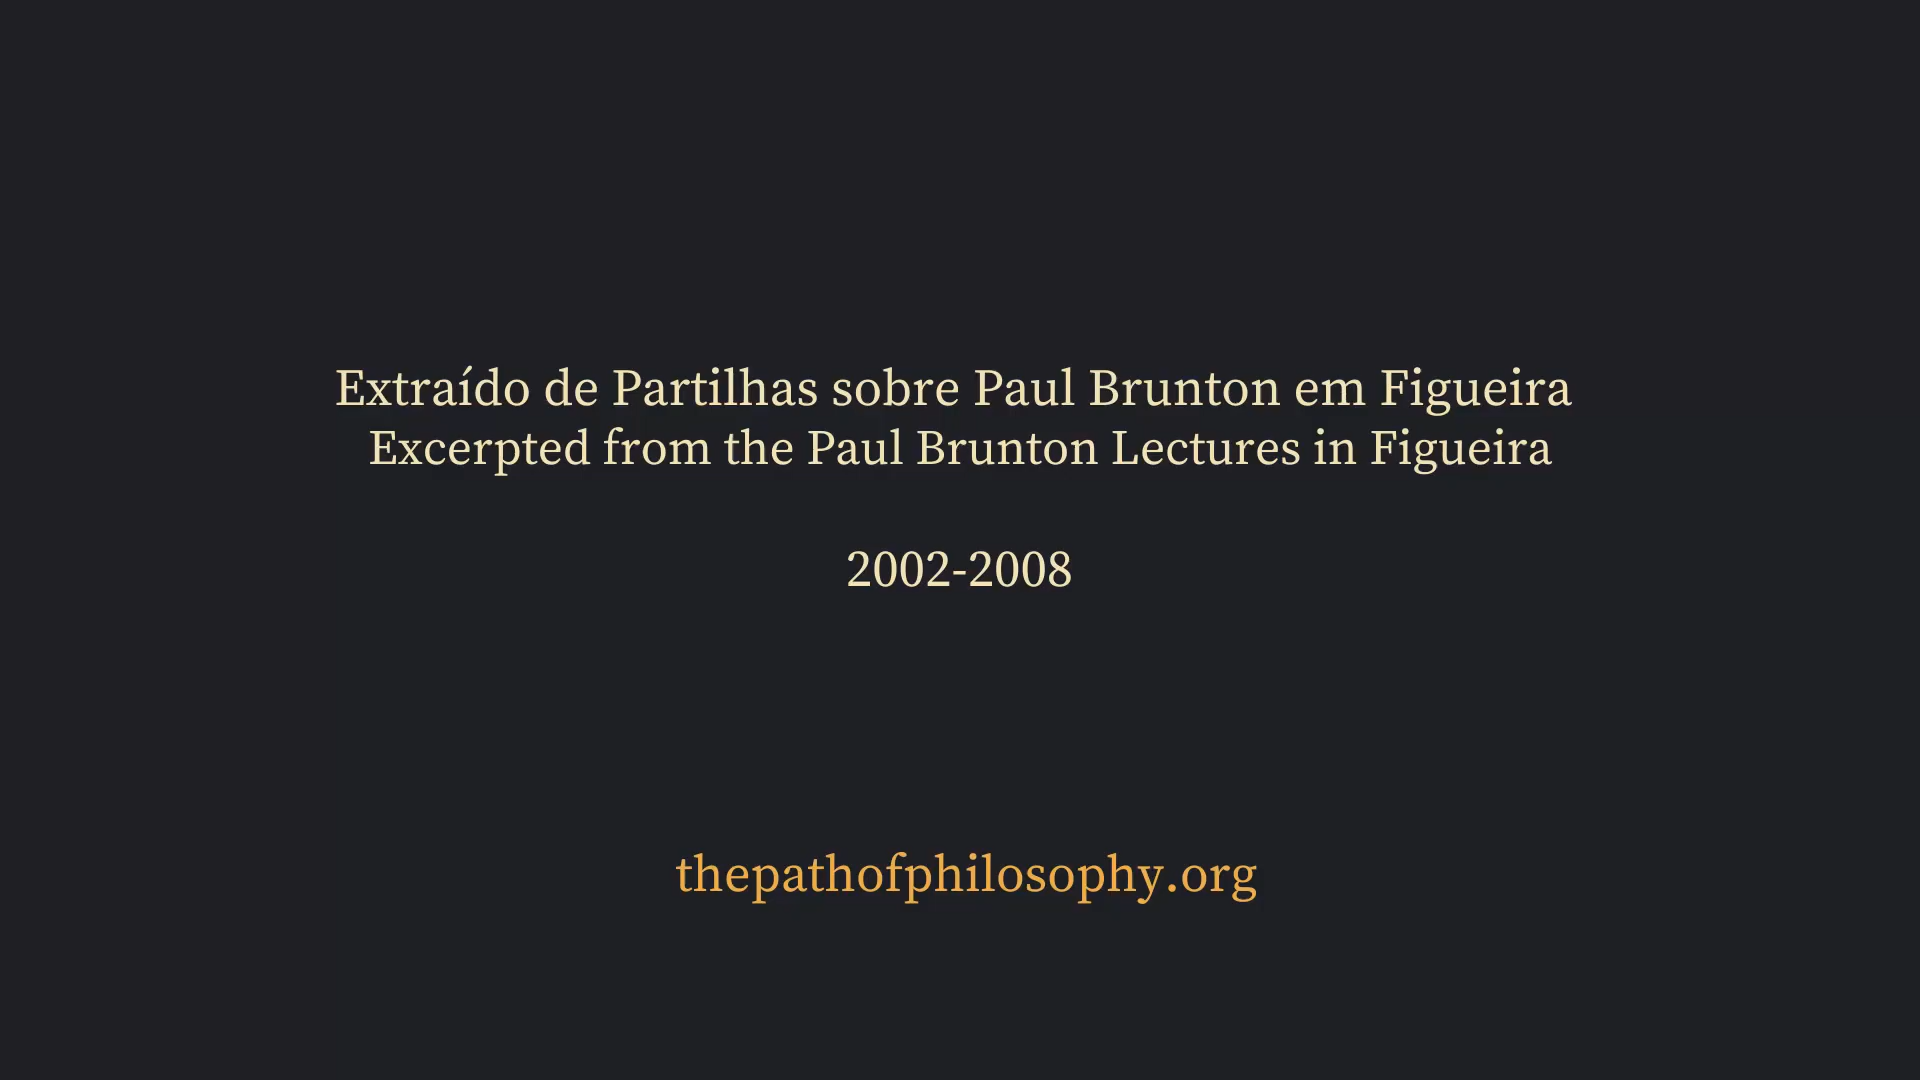 Extraído de Partilhas sobre Paul Brunton em Figueira
Excerpted from the Paul Brunton Lectures in Figueira
2002-2008
thepathofphilosophy.org